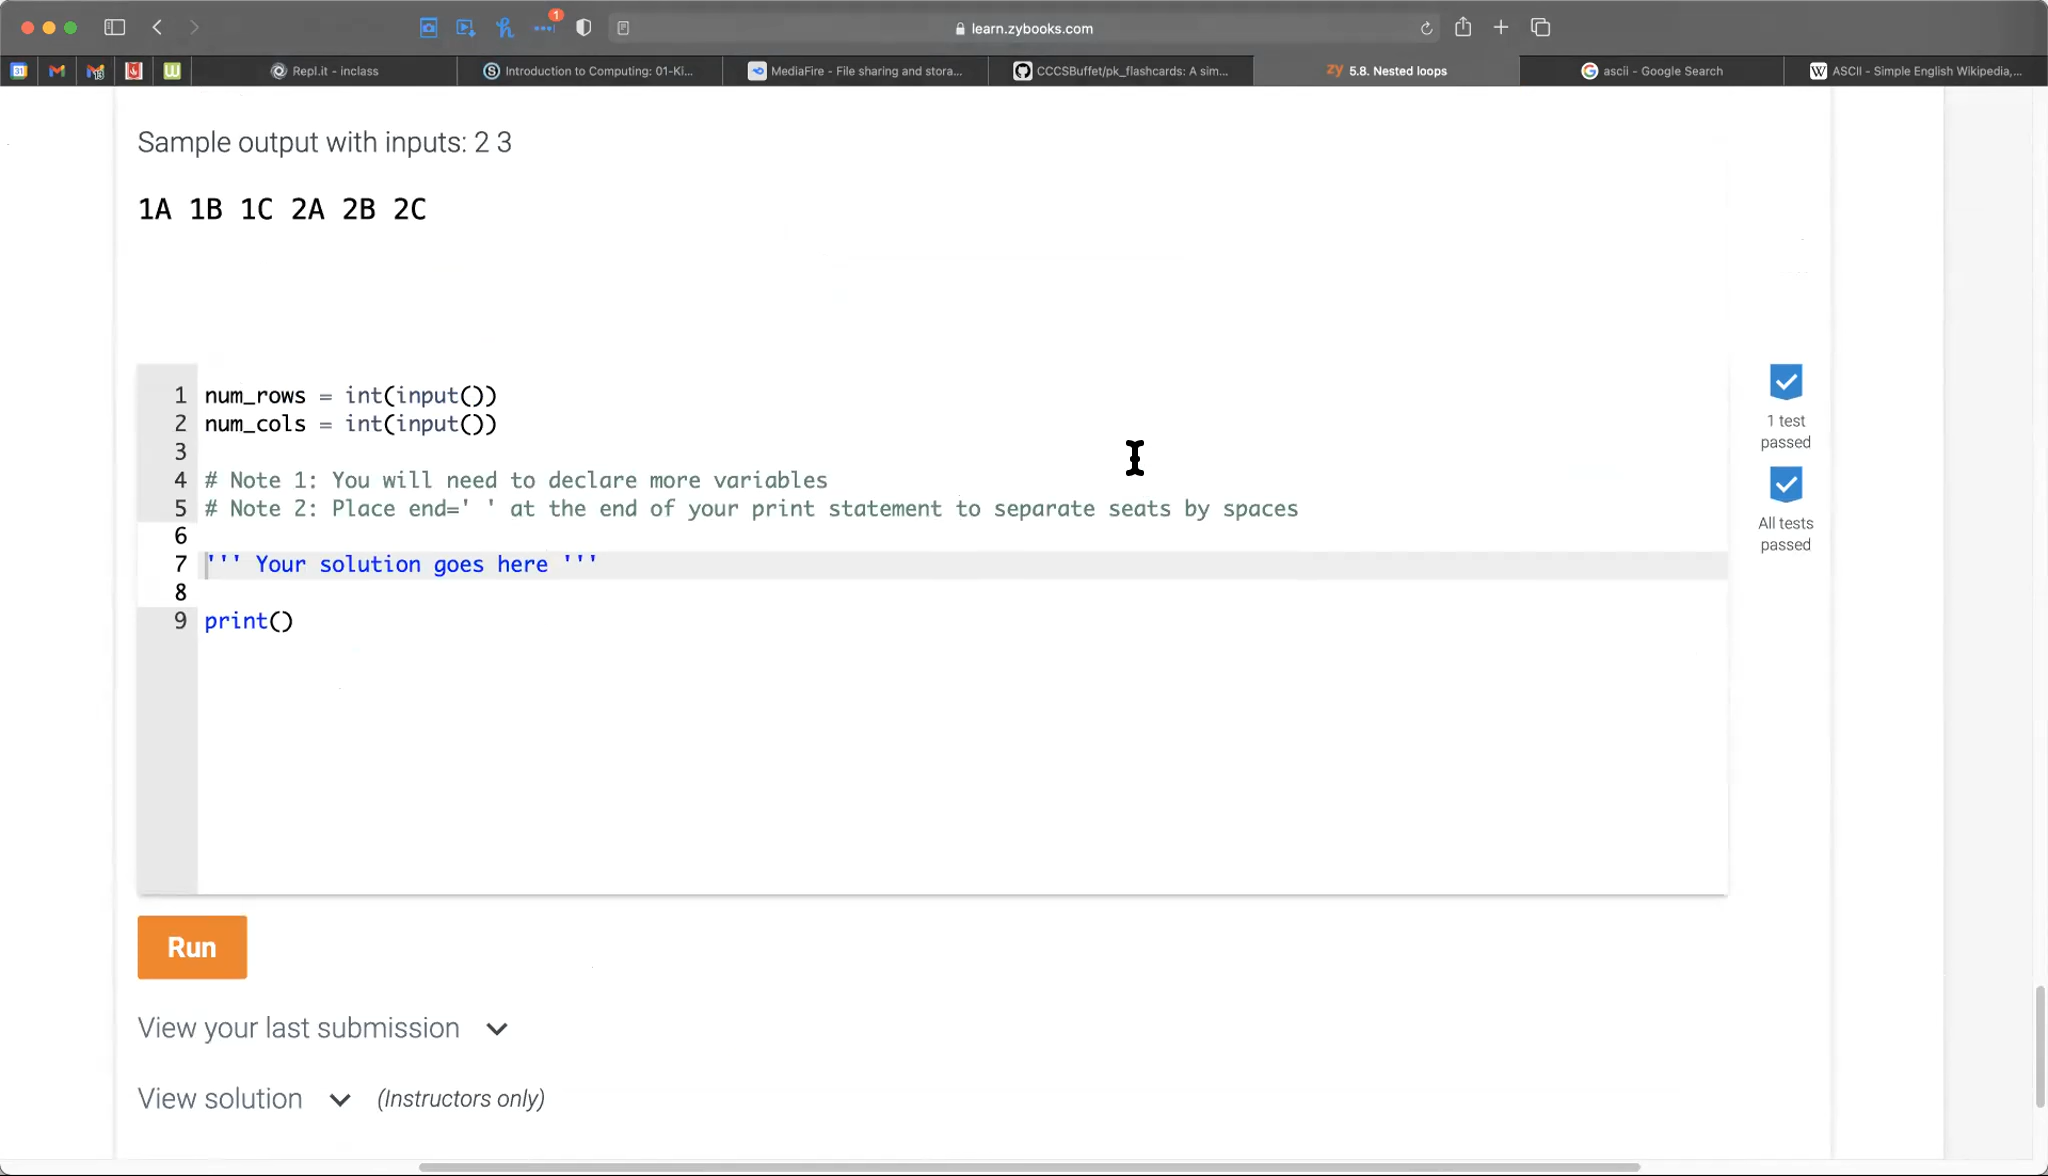 1
learn.zybooks.com
31
13
W
Repl.it - inclass
Introduction to Computing: 01-Ki...
MediaFire - File sharing and stora...
CCCSBuffet/pk_flashcards: A sim...
zy 5.8. Nested loops
G ascii - Google Search
W ASCII - Simple English Wikipedia,...
Sample output with inputs: 2 3
1A 1B 1C 2A 2B 2C
1 num_rows = int(input())
2 num_cols = int(input())
3
4 # Note 1: You will need to declare more variables
5 # Note 2: Place end=' ' at the end of your print statement to separate seats by spaces
6
7 ''' Your solution goes here '''
8
9 print()
1 test
passed
All tests
passed
Run
View your last submission
View solution (Instructors only)